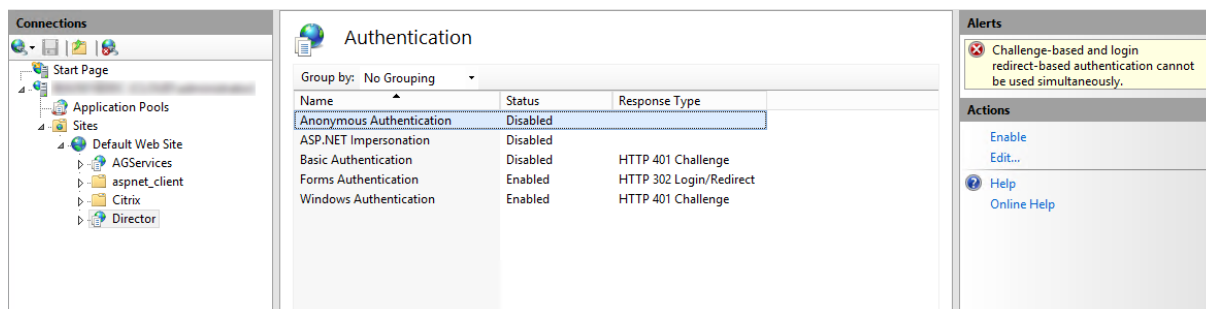 Connections
Start Page
Application Pools
Sites
Default Web Site
AGServices
aspnet_client
Citrix
Director
Authentication
Group by: No Grouping
Name Status Response Type
Anonymous Authentication Disabled
ASP.NET Impersonation Disabled
Basic Authentication Disabled HTTP 401 Challenge
Forms Authentication Enabled HTTP 302 Login/Redirect
Windows Authentication Enabled HTTP 401 Challenge
Alerts
Challenge-based and login
redirect-based authentication cannot
be used simultaneously.
Actions
Enable
Edit...
Help
Online Help